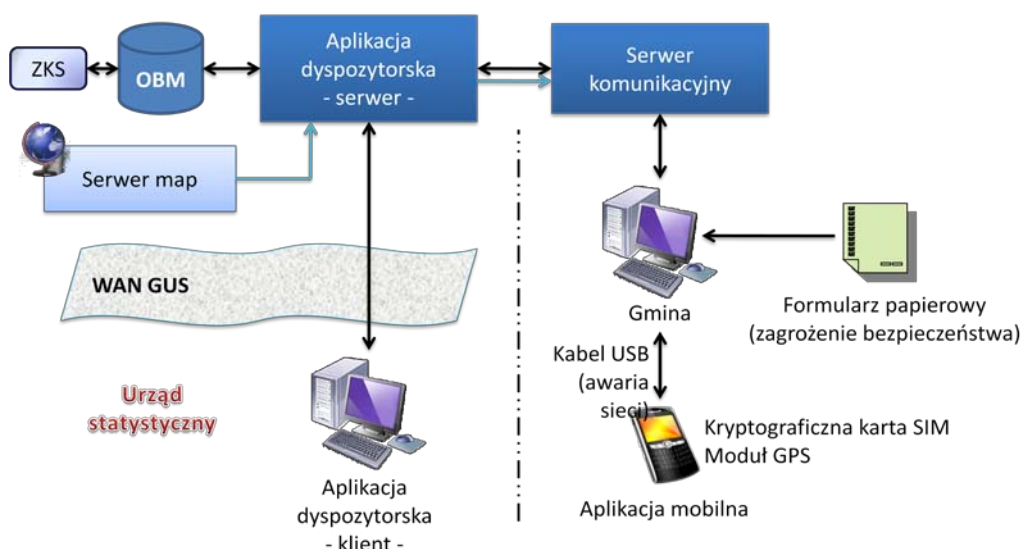 ZKS
OBM
Aplikacja
dyspozytorska
- serwer -
Serwer
komunikacyjny
Serwer map
WAN GUS
Gmina
Formularz papierowy
(zagrożenie bezpieczeństwa)
Kabel USB
(awaria
sieci)
Urząd
statystyczny
Kryptograficzna karta SIM
Moduł GPS
Aplikacja mobilna
Aplikacja
dyspozytorska
- klient -